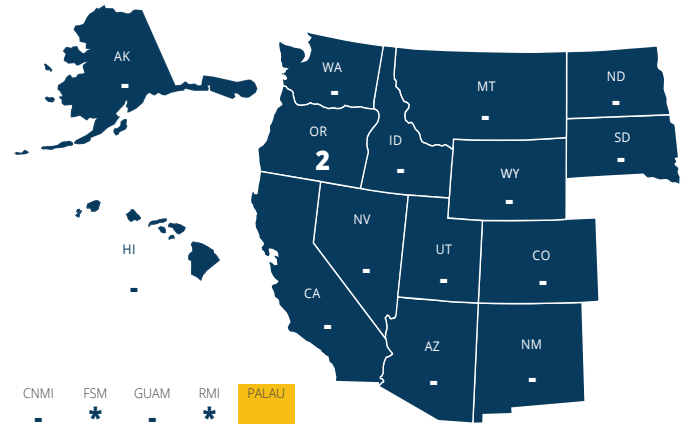 AK
-
WA
-
MT
-
ND
-
OR
2
ID
-
SD
-
WY
-
NV
-
UT
-
CO
-
HI
-
CA
-
AZ
-
NM
-
CNMI FSM GUAM RMI PALAU
- * - *